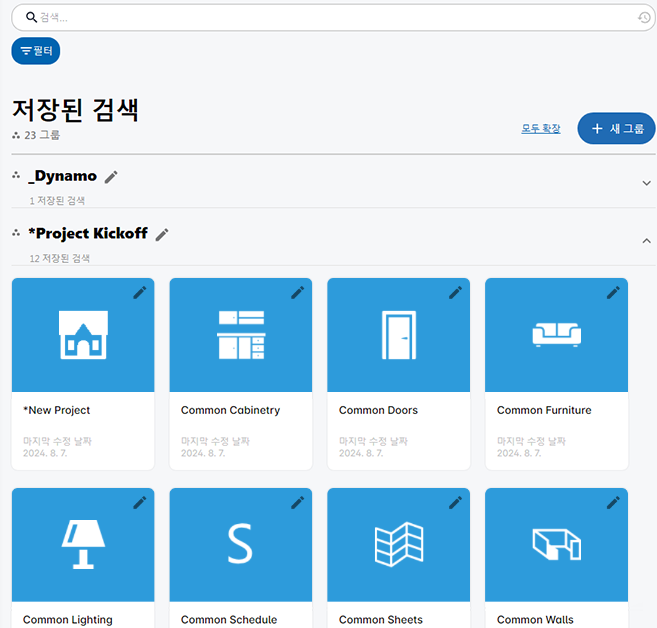 검색...
필터
저장된 검색
23 그룹
모두 확장
+ 새 그룹
_Dynamo
1 저장된 검색
*Project Kickoff
12 저장된 검색
*New Project
마지막 수정 날짜
2024. 8. 7.
Common Cabinetry
마지막 수정 날짜
2024. 8. 7.
Common Doors
마지막 수정 날짜
2024. 8. 7.
Common Furniture
마지막 수정 날짜
2024. 8. 7.
S
Common Lighting
Common Schedule
Common Sheets
Common Walls